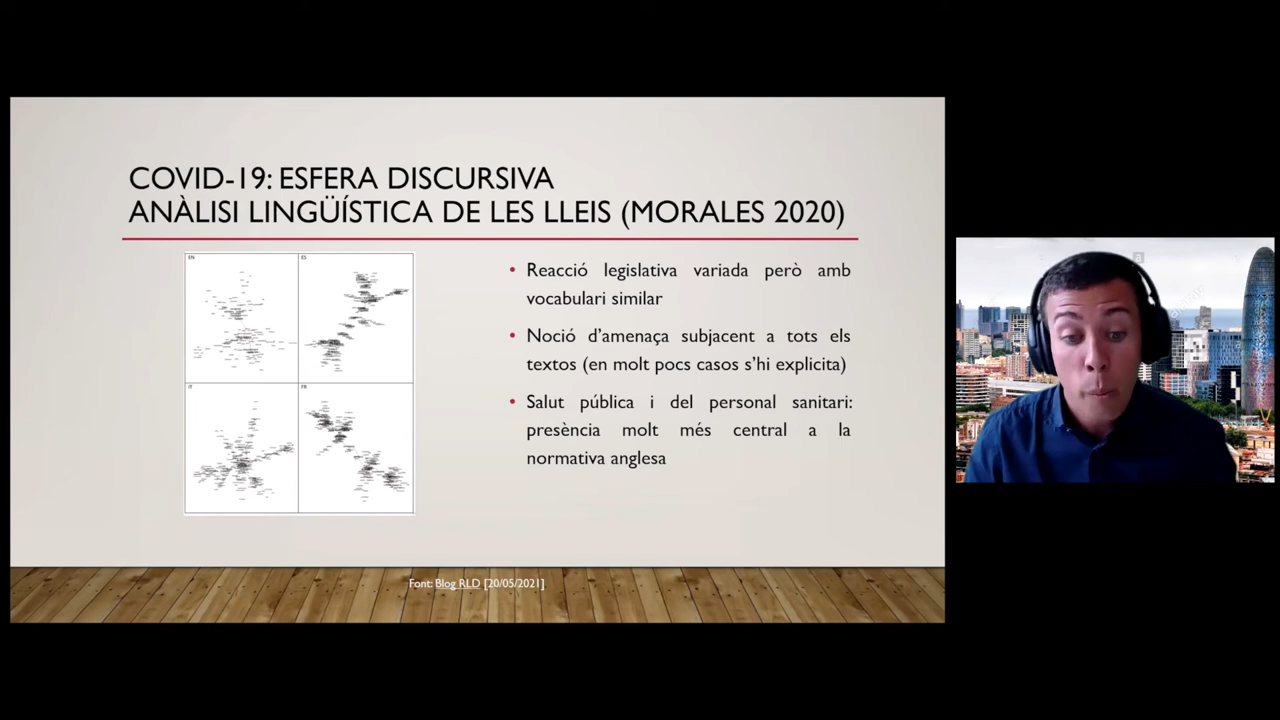 COVID-19: ESFERA DISCURSIVA
ANÀLISI LINGÜÍSTICA DE LES LLEIS (MORALES 2020)
EN
ES
IT
FR
• Reacció legislativa variada però amb
vocabulari similar
• Noció d’amenaça subjacent a tots els
textos (en molt pocs casos s’hi explicita)
• Salut pública i del personal sanitari:
presència molt més central a la
normativa anglesa
Font: Blog RLD [20/05/2021]